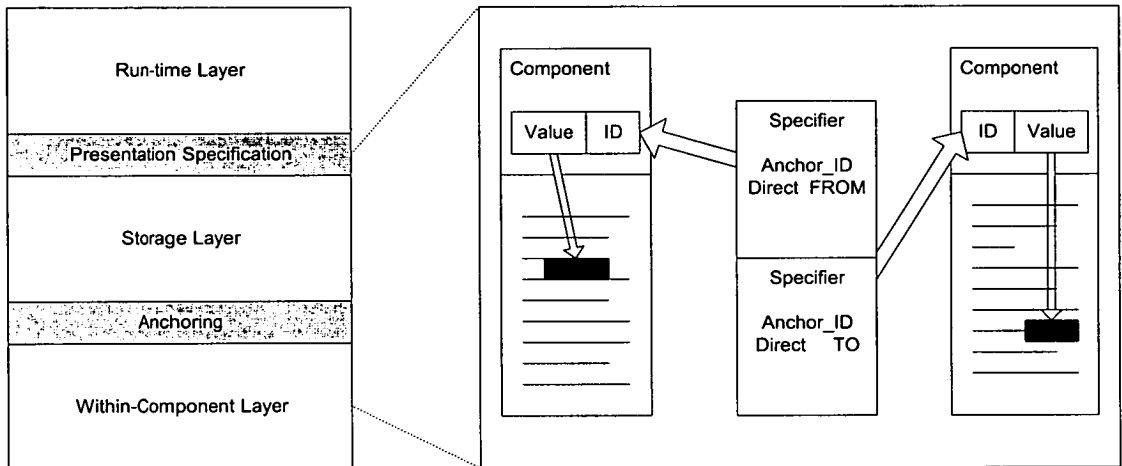 Run-time Layer
Presentation Specification
Storage Layer
Anchoring
Within-Component Layer
Component
Value
ID
Specifier
Anchor_ID
Direct FROM
Specifier
Anchor_ID
Direct TO
Component
ID
Value